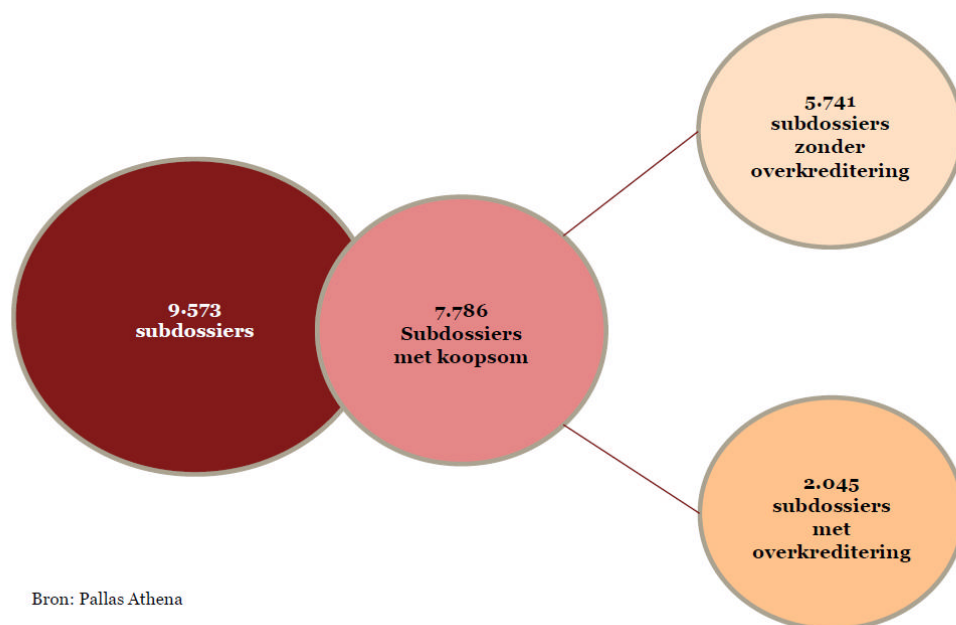 9.573
subdossiers
7.786
Subdossiers
met koopsom
5.741
subdossiers
zonder
overkreditering
2.045
subdossiers
met
overkreditering
Bron: Pallas Athena